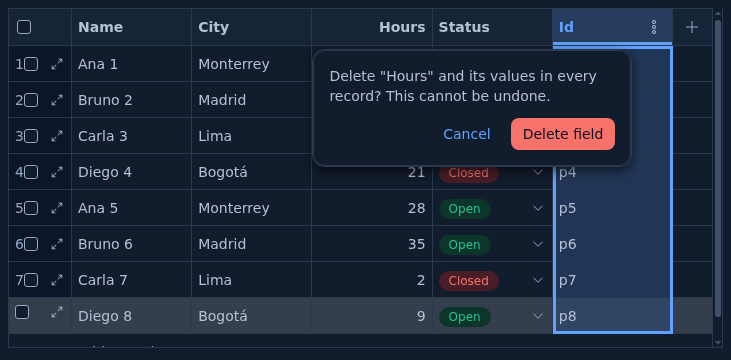 Name City Hours Status Id
1 Ana 1 Monterrey
2 Bruno 2 Madrid
3 Carla 3 Lima
Delete "Hours" and its values in every
record? This cannot be undone.
Cancel Delete field
4 Diego 4 Bogotá 21 Closed p4
5 Ana 5 Monterrey 28 Open p5
6 Bruno 6 Madrid 35 Open p6
7 Carla 7 Lima 2 Closed p7
Diego 8 Bogotá 9 Open p8